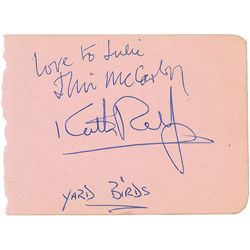 Love to Julie
Jim McCarty
Keith Relf
YARD BIRDS